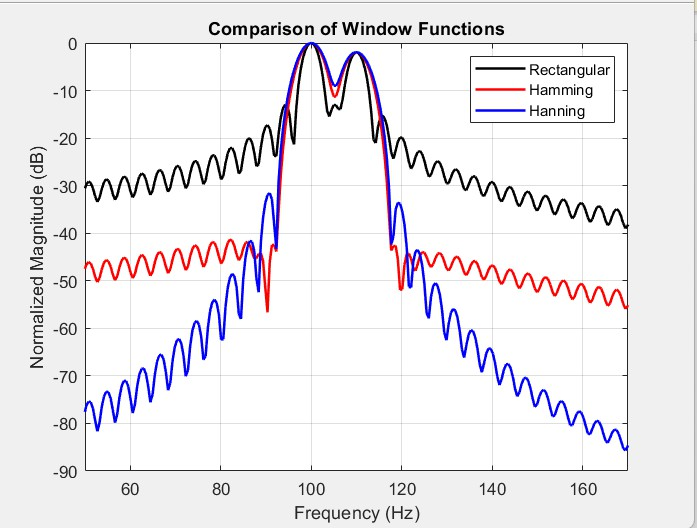 Comparison of Window Functions
Normalized Magnitude (dB)
0
-10
-20
-30
-40
-50
-60
-70
-80
-90
Rectangular
Hamming
Hanning
60
80
100
120
140
160
Frequency (Hz)